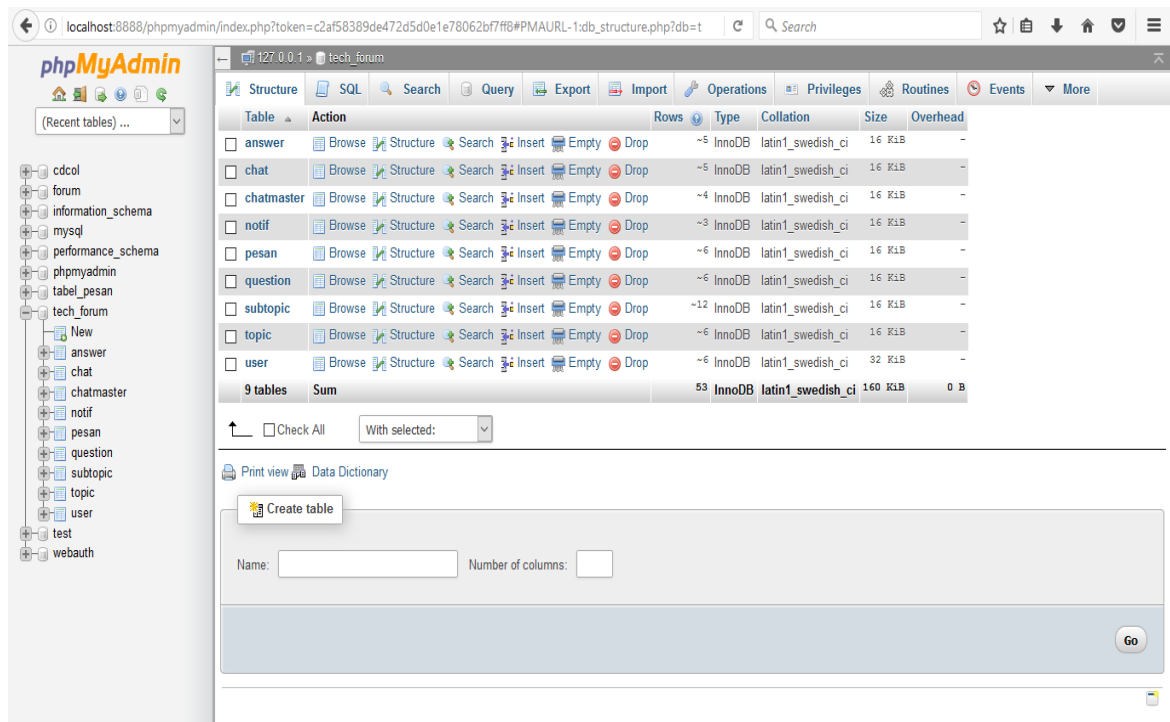 localhost:8888/phpmyadmin/index.php?token=c2af58389de472d5d0e1e78062bf7ff8#PMAURL-1:db_structure.php?db=t Search
phpMyAdmin
(Recent tables) ...
cdcol
forum
information_schema
mysql
performance_schema
phpmyadmin
tabel_pesan
tech_forum
New
answer
chat
chatmaster
notif
pesan
question
subtopic
topic
user
test
webauth
127.0.0.1 » tech_forum
Structure SQL Search Query Export Import Operations Privileges Routines Events More
Table Action Rows Type Collation Size Overhead
answer Browse Structure Search Insert Empty Drop ~5 InnoDB latin1_swedish_ci 16 KiB -
chat Browse Structure Search Insert Empty Drop ~5 InnoDB latin1_swedish_ci 16 KiB -
chatmaster Browse Structure Search Insert Empty Drop ~4 InnoDB latin1_swedish_ci 16 KiB -
notif Browse Structure Search Insert Empty Drop ~3 InnoDB latin1_swedish_ci 16 KiB -
pesan Browse Structure Search Insert Empty Drop ~6 InnoDB latin1_swedish_ci 16 KiB -
question Browse Structure Search Insert Empty Drop ~6 InnoDB latin1_swedish_ci 16 KiB -
subtopic Browse Structure Search Insert Empty Drop ~12 InnoDB latin1_swedish_ci 16 KiB -
topic Browse Structure Search Insert Empty Drop ~6 InnoDB latin1_swedish_ci 16 KiB -
user Browse Structure Search Insert Empty Drop ~6 InnoDB latin1_swedish_ci 32 KiB -
9 tables Sum 53 InnoDB latin1_swedish_ci 160 KiB 0 B
Check All With selected:
Print view Data Dictionary
Create table
Name: Number of columns:
Go